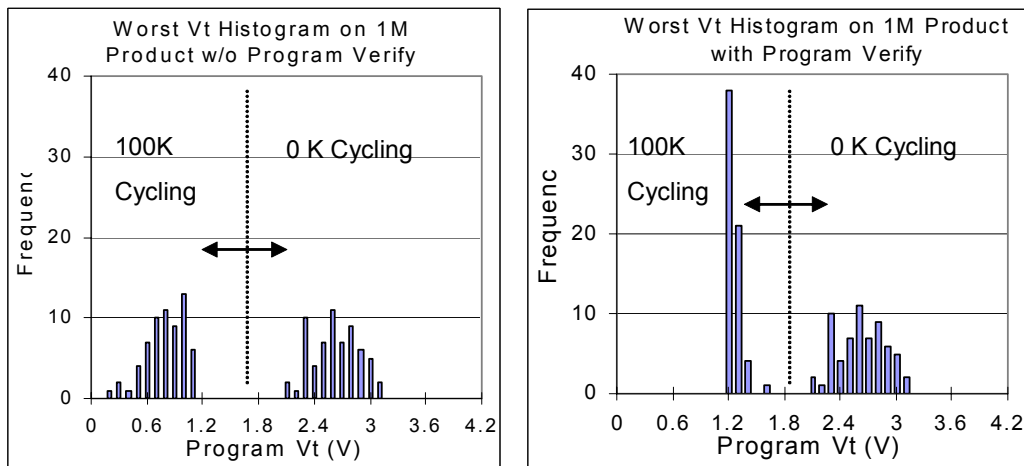 Worst Vt Histogram on 1M
Product w/o Program Verify
40
30
20
10
0
Frequenc
100K
Cycling
0 K Cycling
0 0.6 1.2 1.8 2.4 3 3.6 4.2
Program Vt (V)
Worst Vt Histogram on 1M Product
with Program Verify
40
30
20
10
0
Frequenc
100K
Cycling
0 K Cycling
0 0.6 1.2 1.8 2.4 3 3.6 4.2
Program Vt (V)